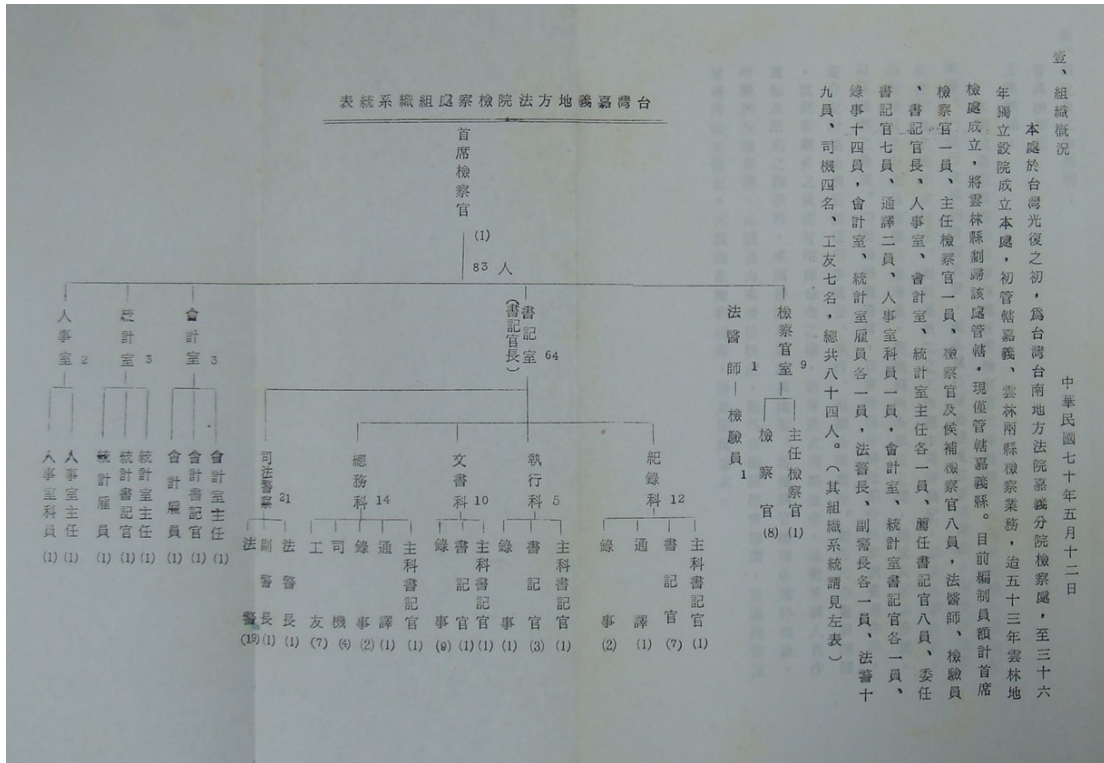 中華民國七十年五月十二日
壹、組織概況
本處於台灣光復之初，爲台灣台南地方法院嘉義分院檢察處，至三十六
年獨立設院成立本處，初管轄嘉義、雲林兩縣檢察業務，迨五十三年雲林地
檢處成立，將雲林縣劃歸該處管轄，現僅管轄嘉義縣。目前編制員額計首席
檢察官一員、主任檢察官一員、檢察官及候補檢察官八員，法醫師、檢驗員
、書記官長、人事室、會計室、統計室主任各一員、薦任書記官八員、委任
書記官七員、通譯二員、人事室科員一員，會計室、統計室書記官各一員、
錄事十四員，會計室、統計室雇員各一員，法警長、副警長各一員、法警十
九員、司機四名、工友七名，總共八十四人。（其組織系統請見左表）
台灣嘉義地方法院檢察處組織系統表
首席檢察官 (1)
83 人
檢察官室 9
主任檢察官 (1)
檢察官 (8)
法醫師 1
檢驗員 1
書記室 64
(書記官長)
紀錄科 12
主科書記官 (1)
書記官 (7)
通譯 (1)
錄事 (2)
執行科 5
主科書記官 (1)
書記官 (3)
錄事 (1)
文書科 10
主科書記官 (1)
書記官 (1)
錄事 (9)
總務科 14
主科書記官 (1)
通譯 (1)
錄事 (2)
司機 (4)
工友 (7)
司法警察 21
法警長 (1)
副警長 (1)
法警 (19)
會計室 3
會計室主任 (1)
會計書記官 (1)
會計雇員 (1)
統計室 3
統計室主任 (1)
統計書記官 (1)
統計雇員 (1)
人事室 2
人事室主任 (1)
人事室科員 (1)